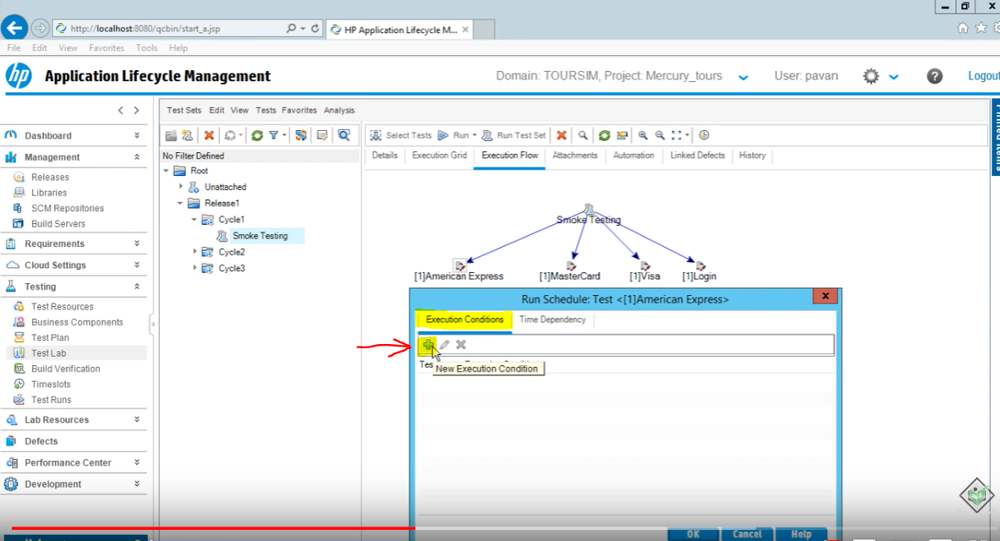 http://localhost:8080/qcbin/start_a.jsp
HP Application Lifecycle M...
File Edit View Favorites Tools Help
hp Application Lifecycle Management
Domain: TOURSIM, Project: Mercury_tours
User: pavan
Logout
Dashboard
Management
Releases
Libraries
SCM Repositories
Build Servers
Requirements
Cloud Settings
Testing
Test Resources
Business Components
Test Plan
Test Lab
Build Verification
Timeslots
Test Runs
Lab Resources
Defects
Performance Center
Development
Test Sets Edit View Tests Favorites Analysis
No Filter Defined
Root
Unattached
Release1
Cycle1
Smoke Testing
Cycle2
Cycle3
Select Tests Run Run Test Set
Details Execution Grid Execution Flow Attachments Automation Linked Defects History
Smoke Testing
[1]American Express [1]MasterCard [1]Visa [1]Login
Run Schedule: Test <[1]American Express>
Execution Conditions Time Dependency
Tes
New Execution Condition
OK Cancel Help